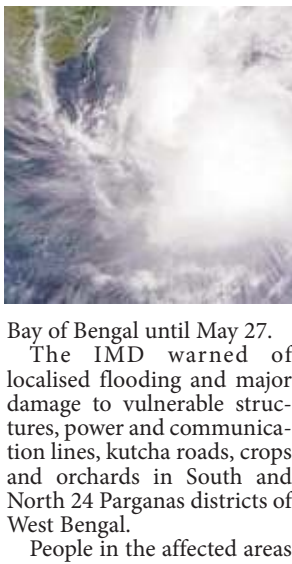 Bay of Bengal until May 27.
The IMD warned of
localised flooding and major
damage to vulnerable struc-
tures, power and communica-
tion lines, kutcha roads, crops
and orchards in South and
North 24 Parganas districts of
West Bengal.
People in the affected areas